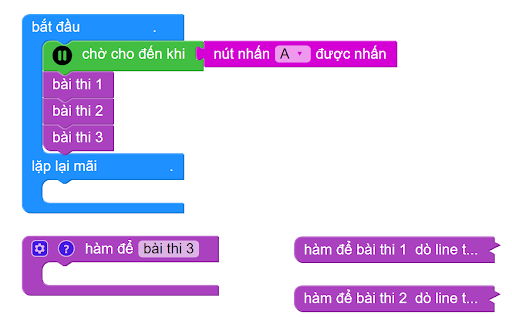 bắt đầu .
chờ cho đến khi nút nhấn A được nhấn
bài thi 1
bài thi 2
bài thi 3
lặp lại mãi .
? hàm để bài thi 3
hàm để bài thi 1 dò line t...
hàm để bài thi 2 dò line t...